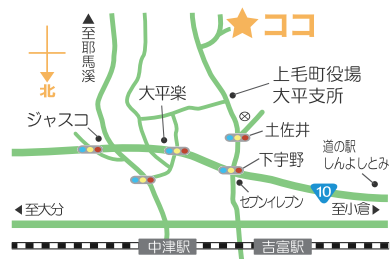 至耶馬溪
ココ
北
上毛町役場
大平支所
大平楽
ジャスコ
土佐井
道の駅
しんよしとみ
下宇野
セブンイレブン
10
至大分
至小倉
中津駅
吉富駅